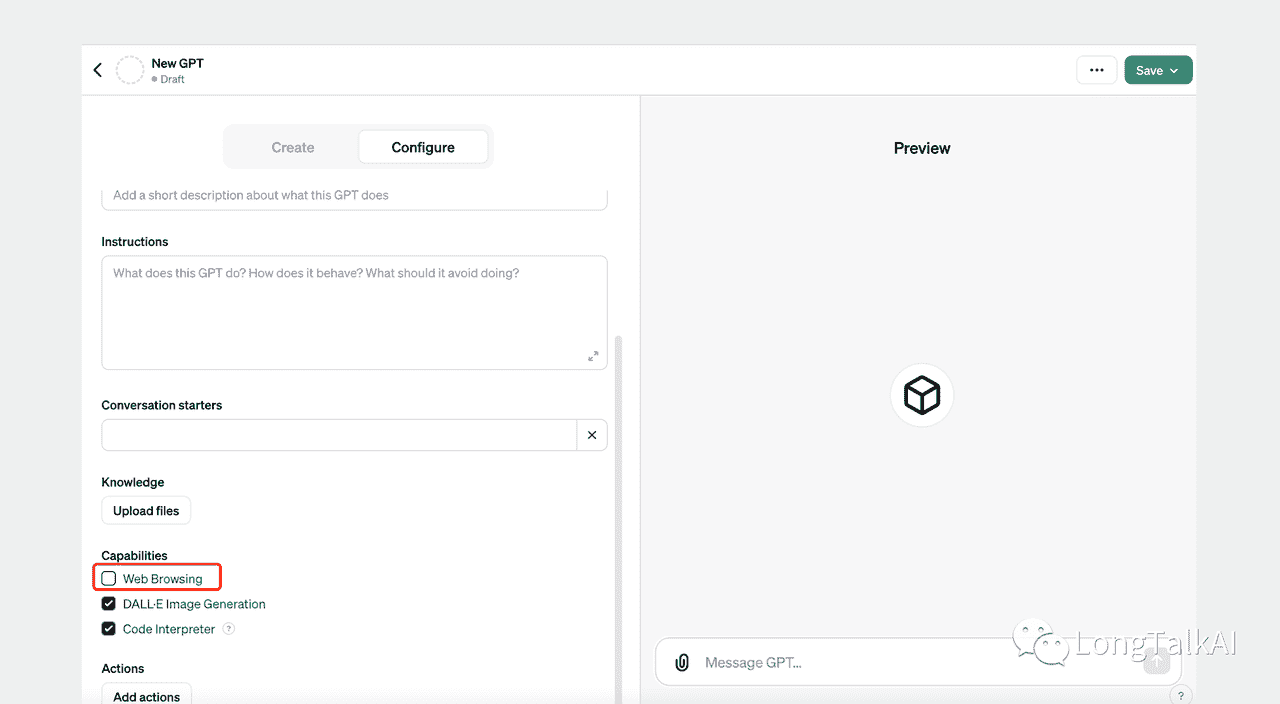 New GPT
Draft
Save
Create
Configure
Preview
Add a short description about what this GPT does
Instructions
What does this GPT do? How does it behave? What should it avoid doing?
Conversation starters
Knowledge
Upload files
Capabilities
Web Browsing
DALL·E Image Generation
Code Interpreter ?
Actions
Add actions
Message GPT...
LongTalkAI
?